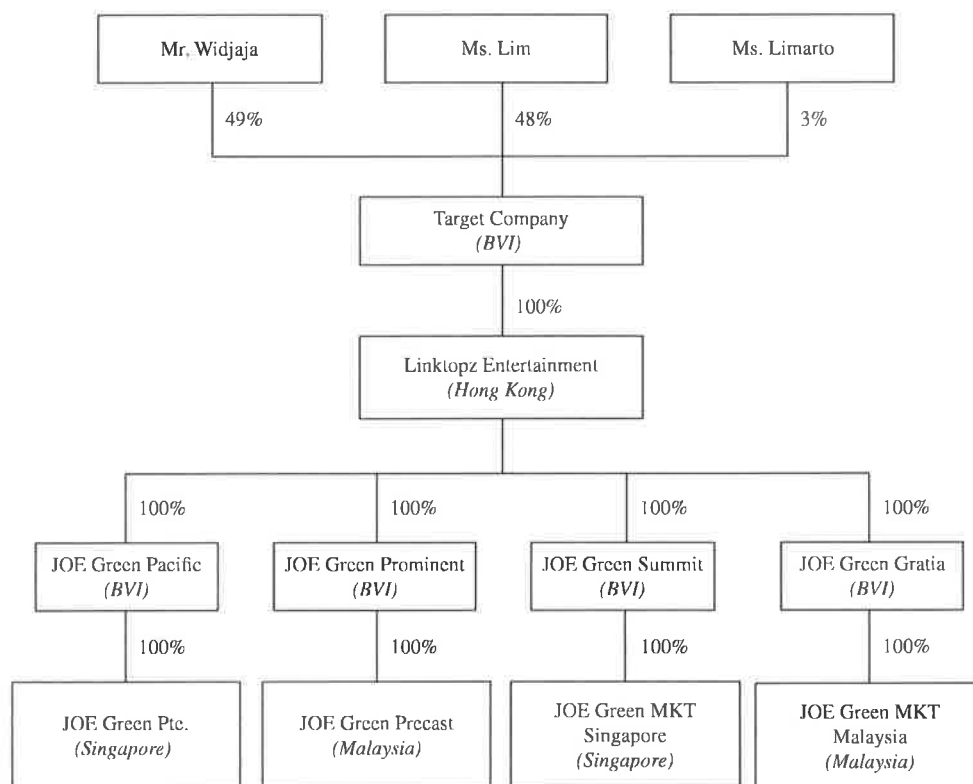 Mr. Widjaja
Ms. Lim
Ms. Limarto
49%
48%
3%
Target Company
(BVI)
100%
Linktopz Entertainment
(Hong Kong)
100%
100%
100%
100%
JOE Green Pacific
(BVI)
JOE Green Prominent
(BVI)
JOE Green Summit
(BVI)
JOE Green Gratia
(BVI)
100%
100%
100%
100%
JOE Green Ptc.
(Singapore)
JOE Green Precast
(Malaysia)
JOE Green MKT
Singapore
(Singapore)
JOE Green MKT
Malaysia
(Malaysia)